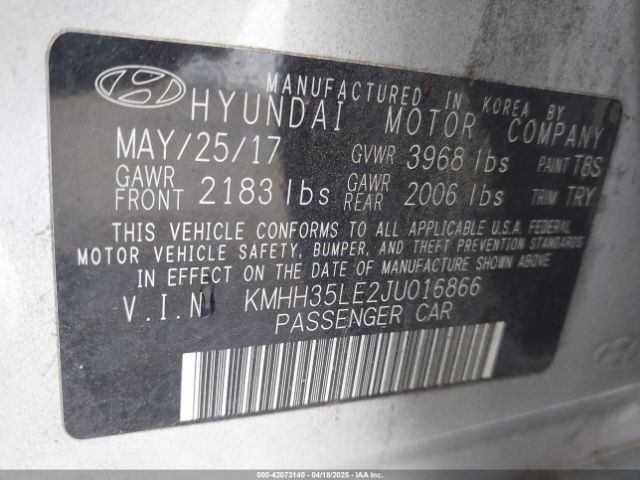 MANUFACTURED IN KOREA BY
HYUNDAI MOTOR COMPANY
MAY/25/17 GVWR 3968 lbs PAINT T8S
GAWR FRONT 2183 lbs GAWR REAR 2006 lbs TRIM TRY
THIS VEHICLE CONFORMS TO ALL APPLICABLE U.S.A. FEDERAL
MOTOR VEHICLE SAFETY, BUMPER, AND THEFT PREVENTION STANDARDS
IN EFFECT ON THE DATE OF MANUFACTURE SHOWN ABOVE
V.I.N KMHH35LE2JU016866
PASSENGER CAR
000-42073140 - 04/18/2025 - IAAI.COM